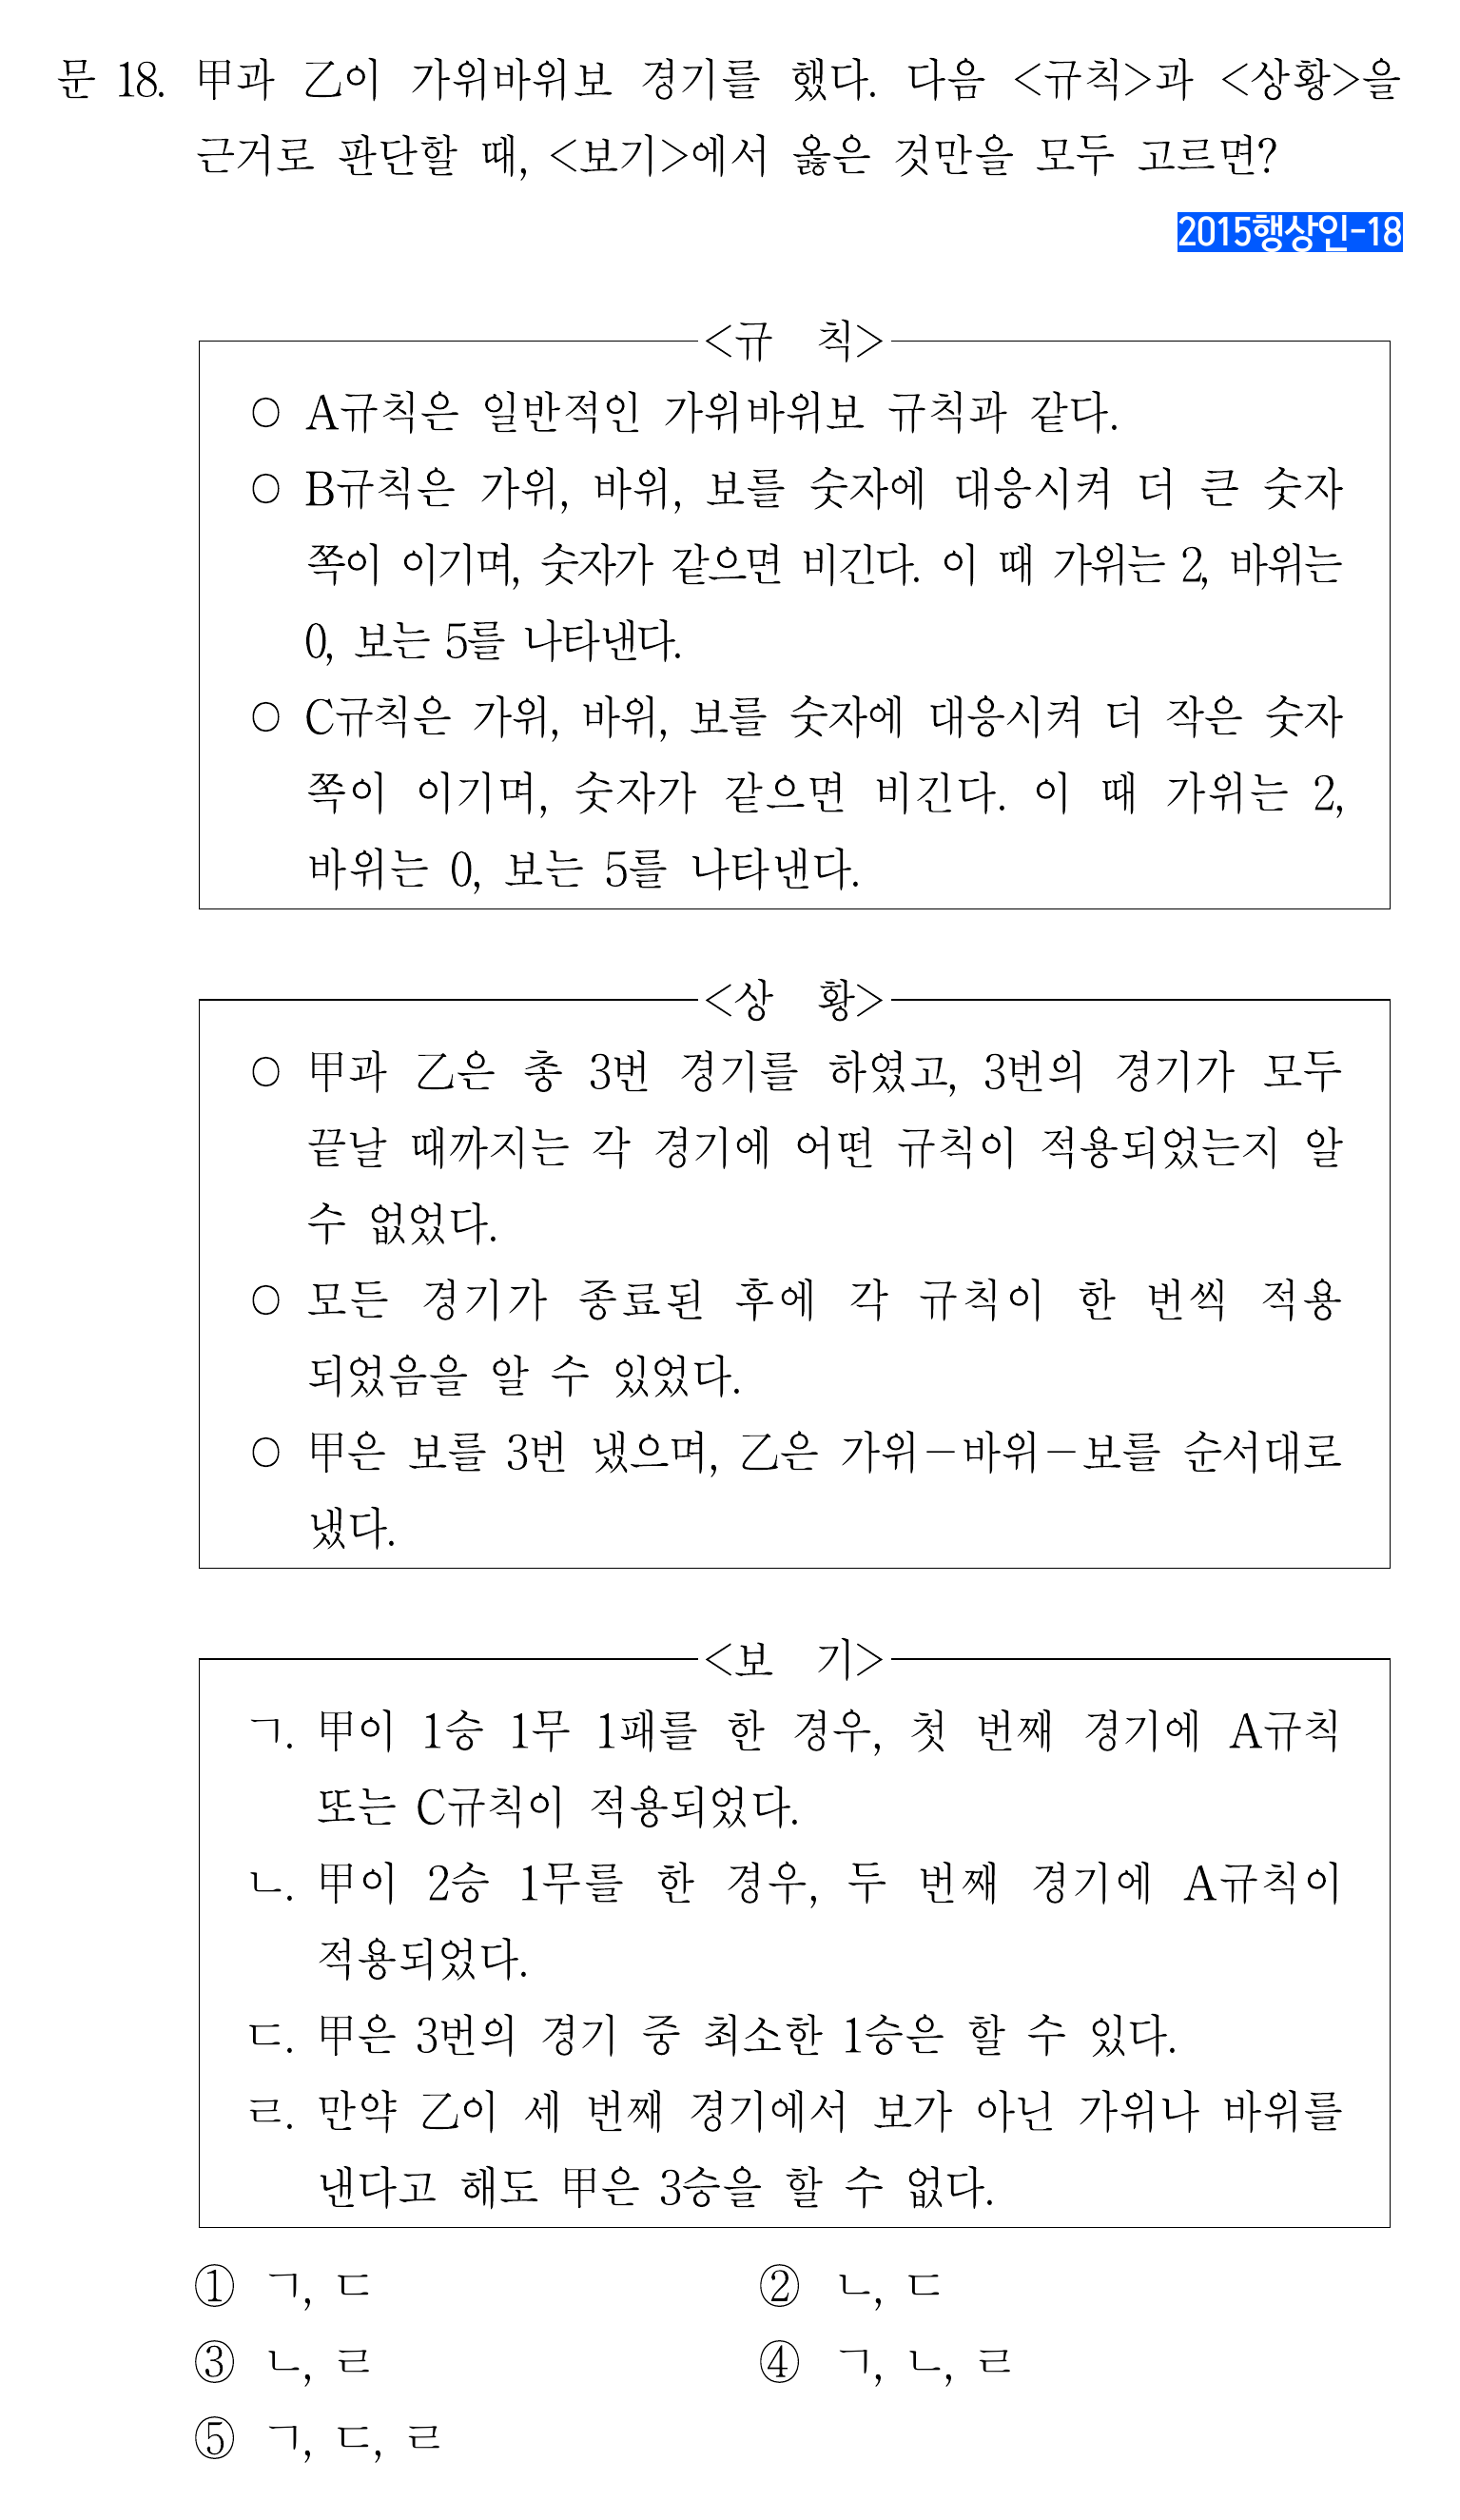 문 18. 甲과 乙이 가위바위보 경기를 했다. 다음 <규칙>과 <상황>을
근거로 판단할 때, <보기>에서 옳은 것만을 모두 고르면?
2015행상인-18
<규 칙>
○ A규칙은 일반적인 가위바위보 규칙과 같다.
○ B규칙은 가위, 바위, 보를 숫자에 대응시켜 더 큰 숫자
쪽이 이기며, 숫자가 같으면 비긴다. 이 때 가위는 2, 바위는
0, 보는 5를 나타낸다.
○ C규칙은 가위, 바위, 보를 숫자에 대응시켜 더 작은 숫자
쪽이 이기며, 숫자가 같으면 비긴다. 이 때 가위는 2,
바위는 0, 보는 5를 나타낸다.
<상 황>
○ 甲과 乙은 총 3번 경기를 하였고, 3번의 경기가 모두
끝날 때까지는 각 경기에 어떤 규칙이 적용되었는지 알
수 없었다.
○ 모든 경기가 종료된 후에 각 규칙이 한 번씩 적용
되었음을 알 수 있었다.
○ 甲은 보를 3번 냈으며, 乙은 가위-바위-보를 순서대로
냈다.
<보 기>
ㄱ. 甲이 1승 1무 1패를 한 경우, 첫 번째 경기에 A규칙
또는 C규칙이 적용되었다.
ㄴ. 甲이 2승 1무를 한 경우, 두 번째 경기에 A규칙이
적용되었다.
ㄷ. 甲은 3번의 경기 중 최소한 1승은 할 수 있다.
ㄹ. 만약 乙이 세 번째 경기에서 보가 아닌 가위나 바위를
낸다고 해도 甲은 3승을 할 수 없다.
① ㄱ, ㄷ ② ㄴ, ㄷ
③ ㄴ, ㄹ ④ ㄱ, ㄴ, ㄹ
⑤ ㄱ, ㄷ, ㄹ